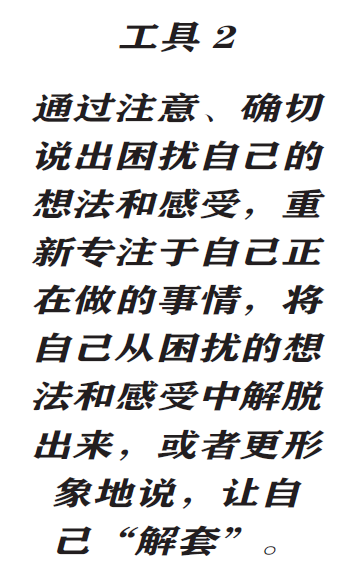 工具 2
通过注意、确切
说出困扰自己的
想法和感受，重
新专注于自己正
在做的事情，将
自己从困扰的想
法和感受中解脱
出来，或者更形
象地说，让自
己“解套”。